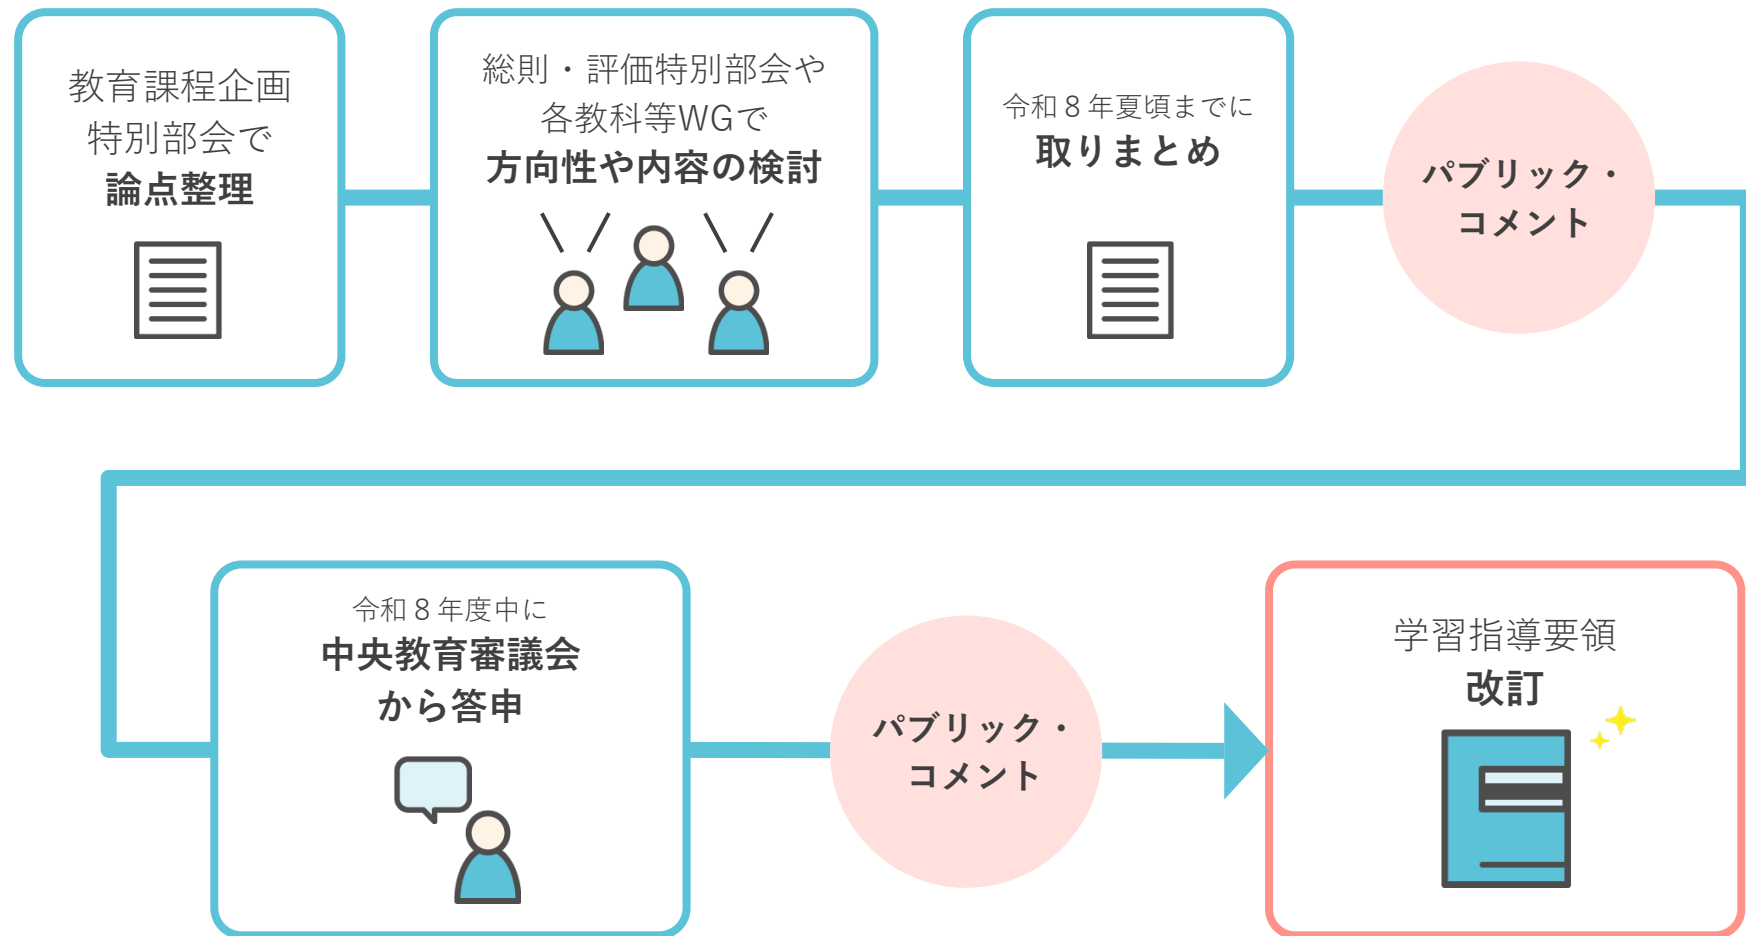 教育課程企画
特別部会で
論点整理
総則・評価特別部会や
各教科等WGで
方向性や内容の検討
令和８年夏頃までに
取りまとめ
パブリック・
コメント
令和８年度中に
中央教育審議会
から答申
パブリック・
コメント
学習指導要領
改訂